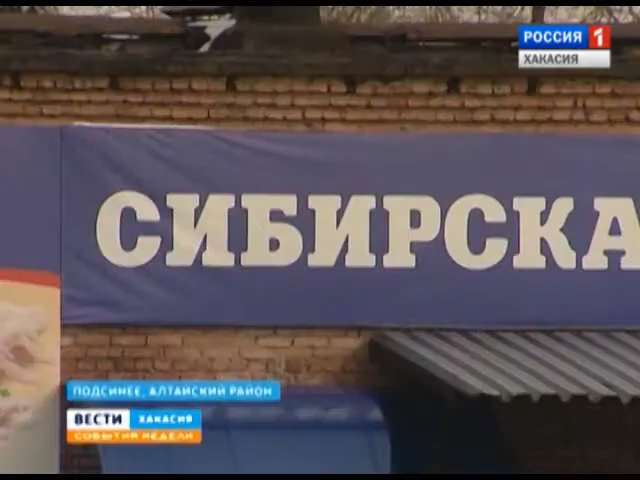 РОССИЯ 1
ХАКАСИЯ
СИБИРСКА
ПОДСИНЕЕ, АЛТАЙСКИЙ РАЙОН
ВЕСТИ ХАКАСИЯ
СОБЫТИЯ НЕДЕЛИ